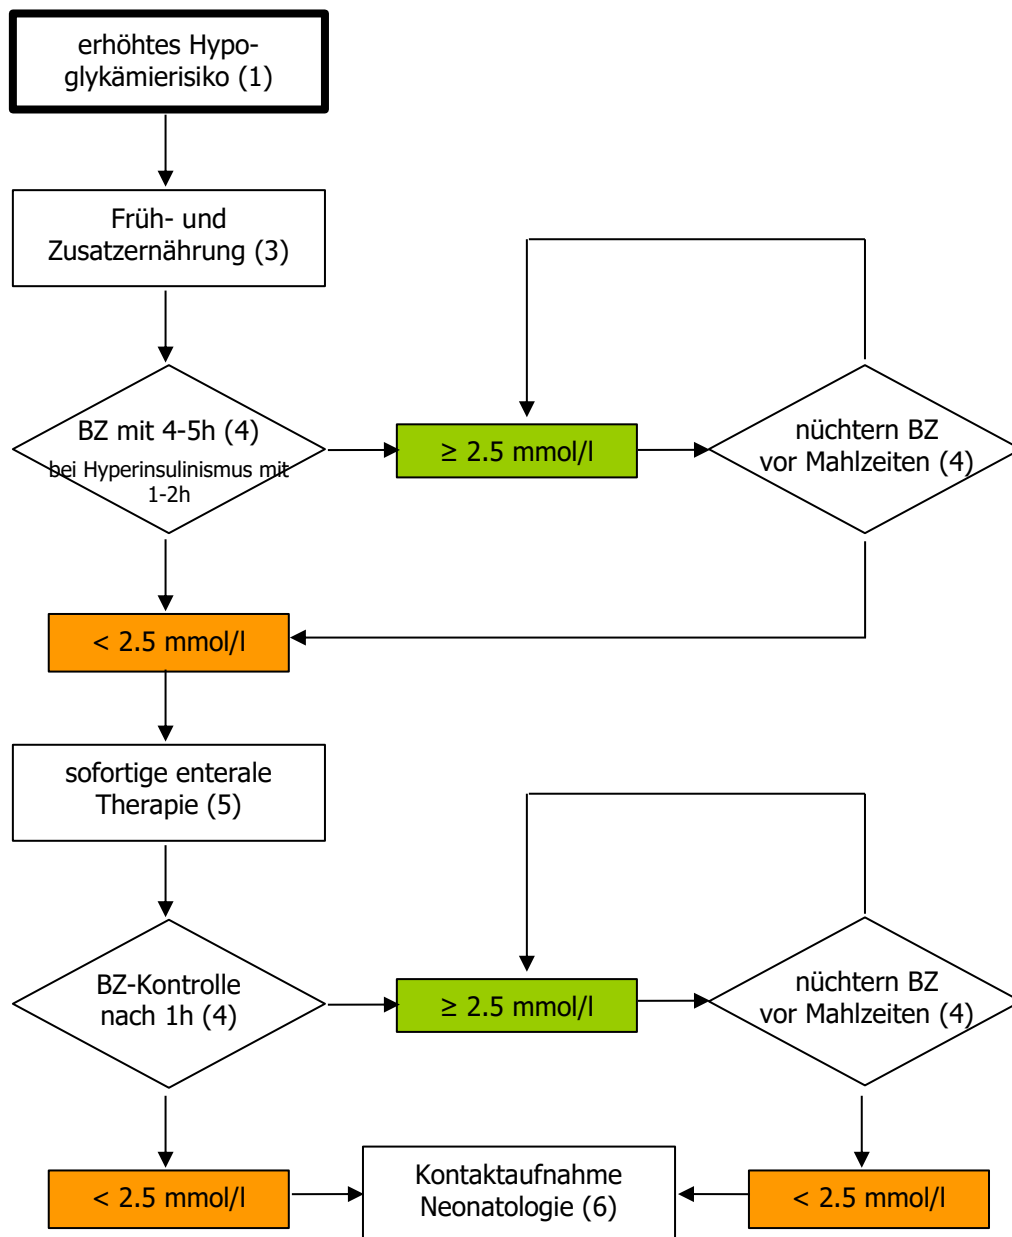 erhöhtes Hypo-
glykämierisiko (1)
Früh- und
Zusatzernährung (3)
BZ mit 4-5h (4)
bei Hyperinsulinismus mit
1-2h
≥ 2.5 mmol/l
nüchtern BZ
vor Mahlzeiten (4)
< 2.5 mmol/l
sofortige enterale
Therapie (5)
BZ-Kontrolle
nach 1h (4)
≥ 2.5 mmol/l
nüchtern BZ
vor Mahlzeiten (4)
< 2.5 mmol/l
Kontaktaufnahme
Neonatologie (6)
< 2.5 mmol/l